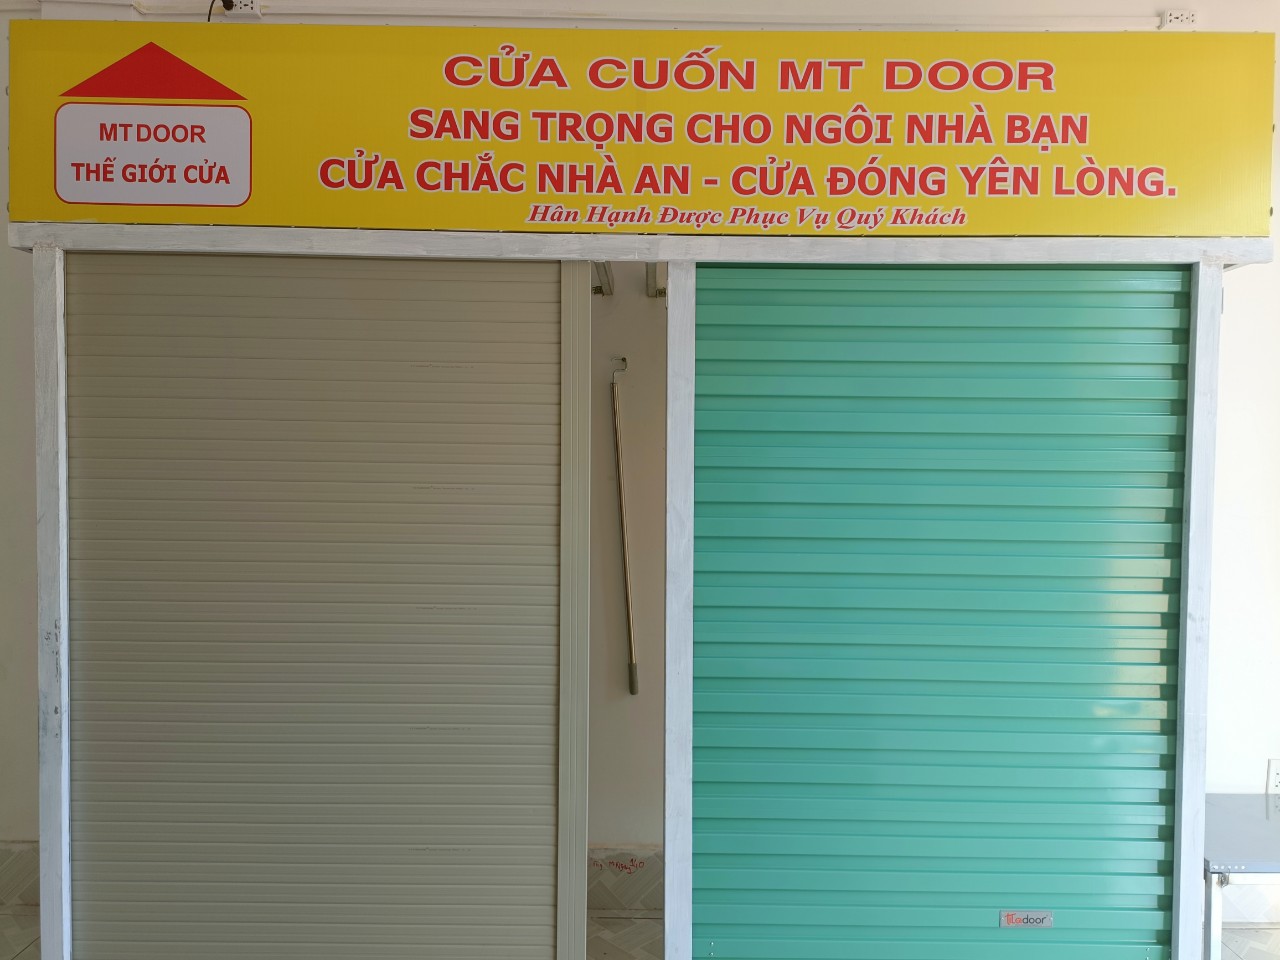 MT DOOR
THẾ GIỚI CỬA
CỬA CUỐN MT DOOR
SANG TRỌNG CHO NGÔI NHÀ BẠN
CỬA CHẮC NHÀ AN - CỬA ĐÓNG YÊN LÒNG.
Hân Hạnh Được Phục Vụ Quý Khách